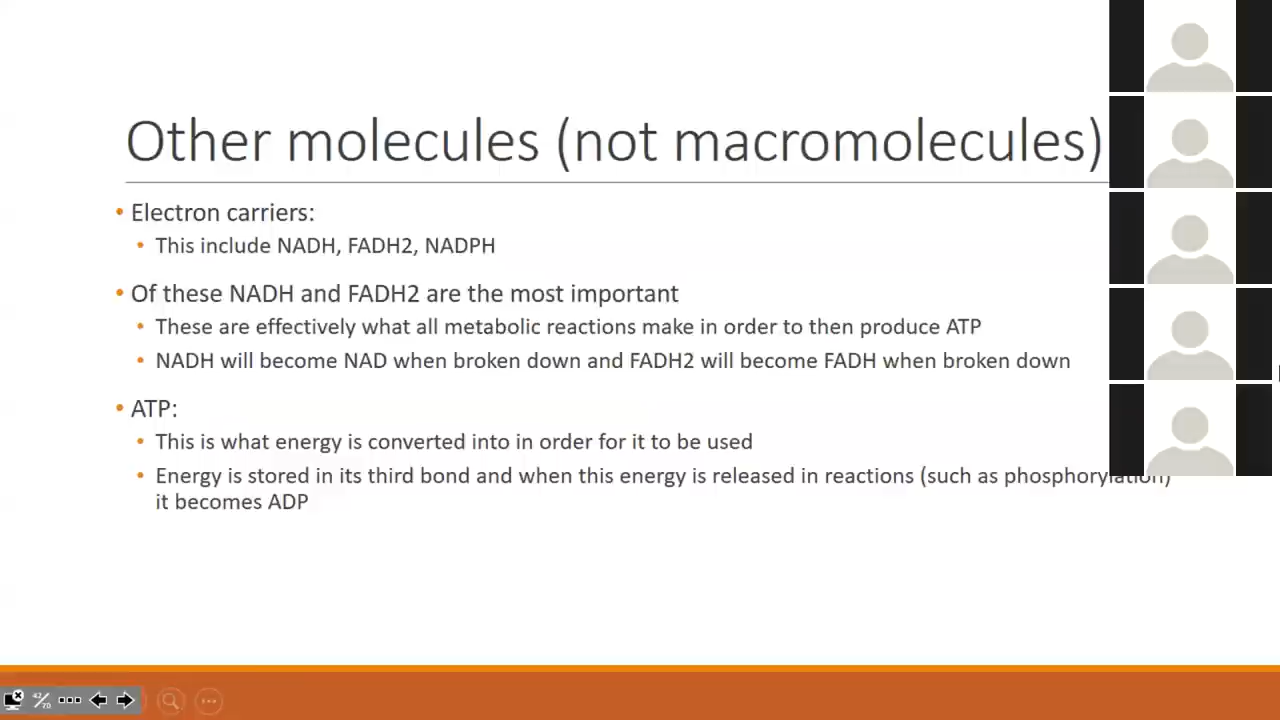 Other molecules (not macromolecules)
• Electron carriers:
• This include NADH, FADH2, NADPH
• Of these NADH and FADH2 are the most important
• These are effectively what all metabolic reactions make in order to then produce ATP
• NADH will become NAD when broken down and FADH2 will become FADH when broken down
• ATP:
• This is what energy is converted into in order for it to be used
• Energy is stored in its third bond and when this energy is released in reactions (such as phosphorylation)
it becomes ADP